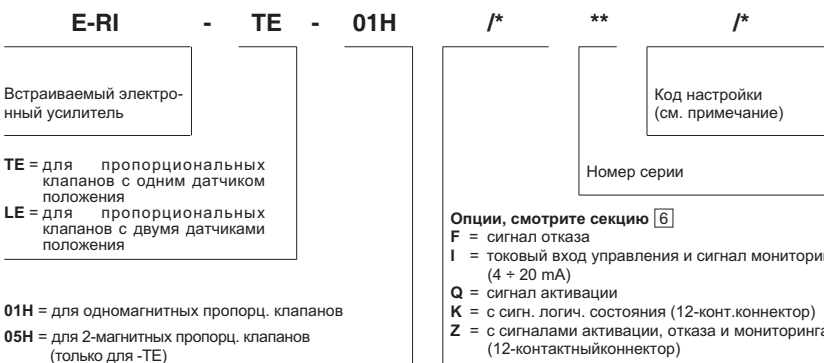 E-RI - TE - 01H /* ** /*
Встраиваемый электро-
нный усилитель
Код настройки
(см. примечание)
TE = для пропорциональных
клапанов с одним датчиком
положения
LE = для пропорциональных
клапанов с двумя датчиками
положения
Номер серии
01H = для одномагнитных пропорц. клапанов
05H = для 2-магнитных пропорц. клапанов
(только для -TE)
Опции, смотрите секцию 6
F = сигнал отказа
I = токовый вход управления и сигнал
(4 ÷ 20 mA)
Q = сигнал активации
K = с сигн. логич. состояния (12-конт.коннектор)
Z = с сигналами активации, отказа и
(12-контактныйконнектор)